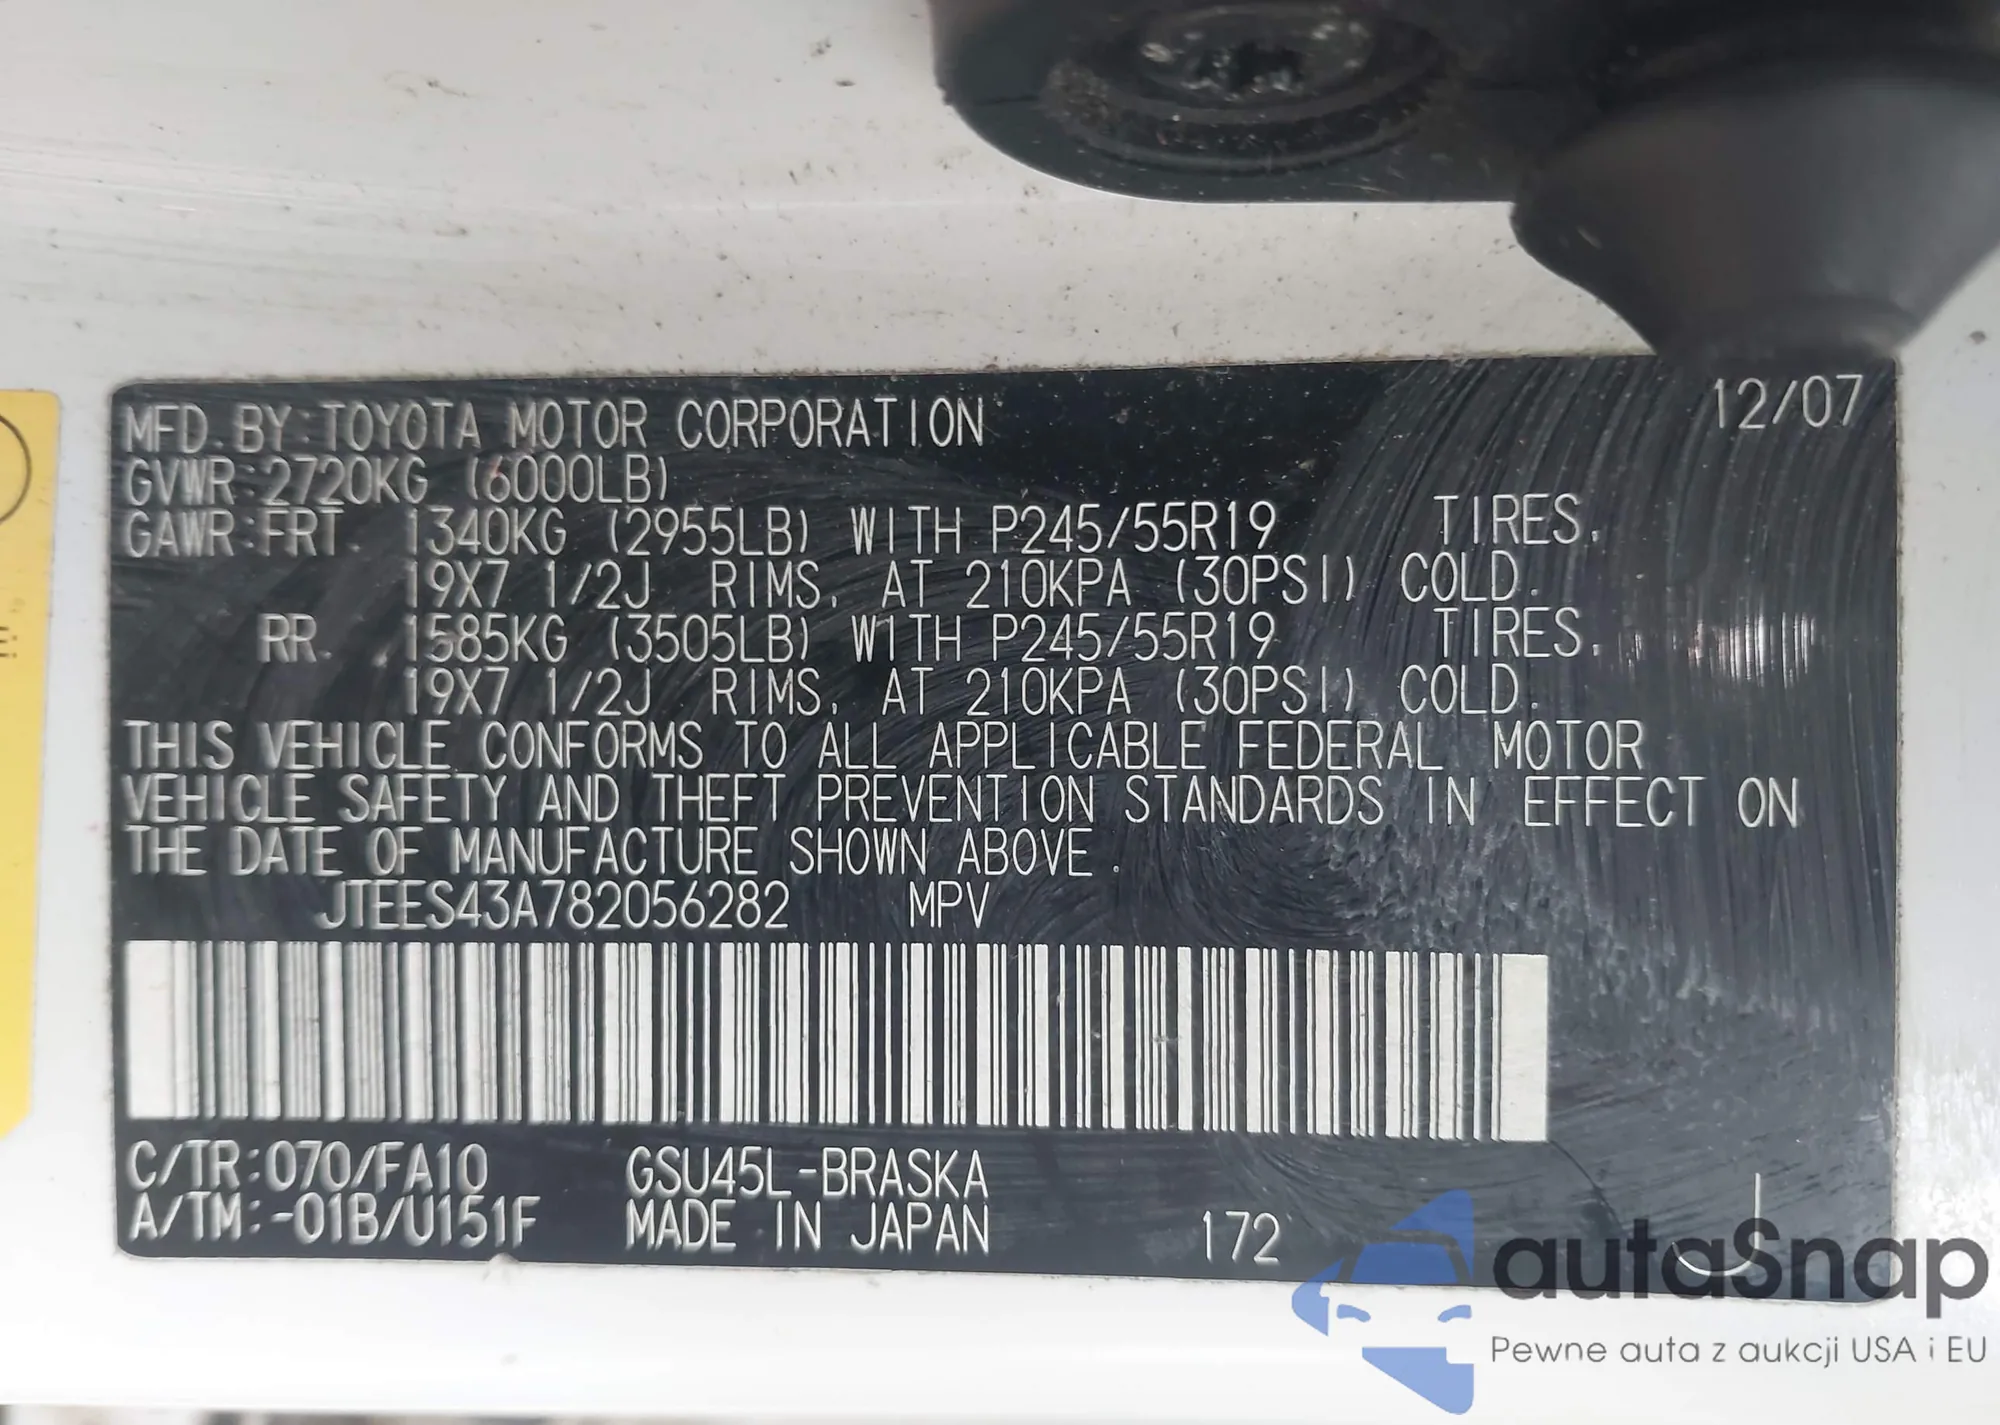 12/07
MFD. BY: TOYOTA MOTOR CORPORATION
GVWR: 2720KG (6000LB)
GAWR: FRT. 1340KG (2955LB) WITH P245/55R19 TIRES.
19X7 1/2J RIMS, AT 210KPA (30PSI) COLD.
RR. 1585KG (3505LB) WITH P245/55R19 TIRES.
19X7 1/2J RIMS, AT 210KPA (30PSI) COLD.
THIS VEHICLE CONFORMS TO ALL APPLICABLE FEDERAL MOTOR
VEHICLE SAFETY AND THEFT PREVENTION STANDARDS IN EFFECT ON
THE DATE OF MANUFACTURE SHOWN ABOVE.
JTEES43A782056282 MPV
C/TR: 070/FA10 GSU45L-BRASKA
A/TM: -01B/U151F MADE IN JAPAN 172 J
autaSnap
Pewne auta z aukcji USA i EU